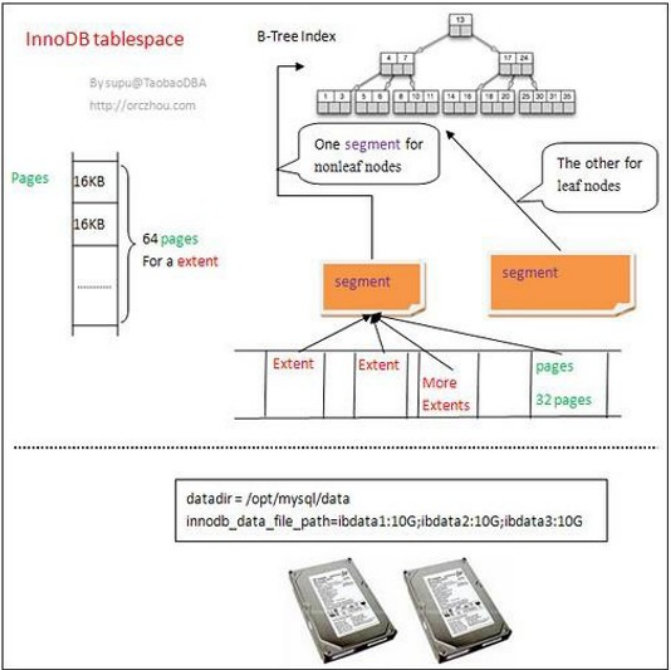 InnoDB tablespace
By supu@TaobaoDBA
http://orczhou.com
B-Tree Index
13
4 7
17 24
1 3
5 6
8 10 11
14 16
18 20
25 30 31 35
One segment for
nonleaf nodes
The other for
leaf nodes
Pages
16KB
16KB
64 pages
For a extent
segment
segment
Extent
Extent
More
Extents
pages
32 pages
datadir = /opt/mysql/data
innodb_data_file_path=ibdata1:10G;ibdata2:10G;ibdata3:10G